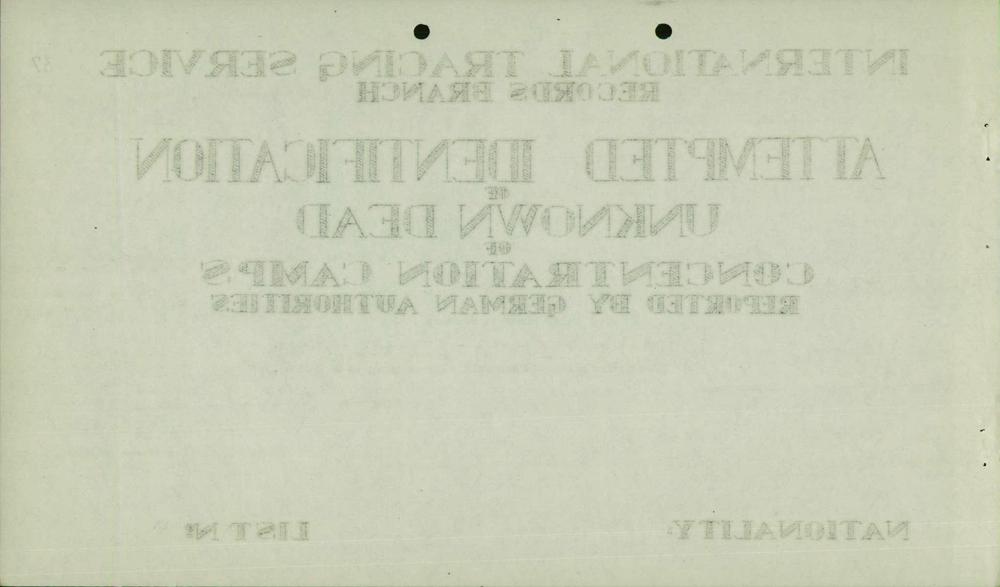 37
INTERNATIONAL TRACING SERVICE
RECORDS BRANCH
ATTEMPTED IDENTIFICATION
OF
UNKNOWN DEAD
OF
CONCENTRATION CAMPS
REPORTED BY GERMAN AUTHORITIES
NATIONALITY: LIST Nº